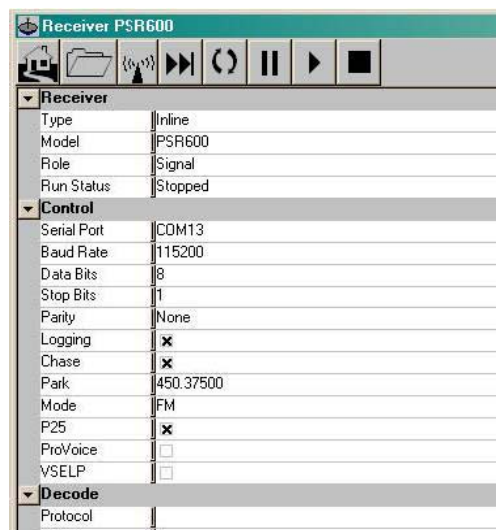 Receiver PSR600
Receiver
Type Inline
Model PSR600
Role Signal
Run Status Stopped
Control
Serial Port COM13
Baud Rate 115200
Data Bits 8
Stop Bits 1
Parity None
Logging
Chase
Park 450.37500
Mode FM
P25
ProVoice
VSELP
Decode
Protocol